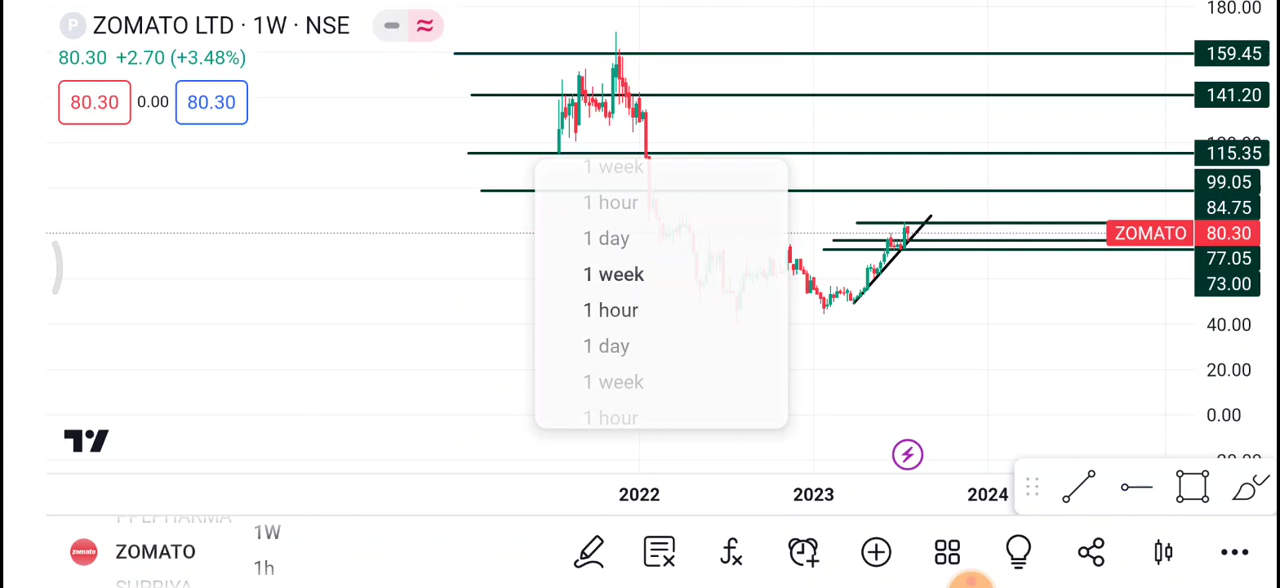 180.00
P ZOMATO LTD · 1W · NSE
159.45
80.30 +2.70 (+3.48%)
141.20
80.30 0.00 80.30
115.35
1 week
99.05
1 hour
84.75
1 day
ZOMATO 80.30
77.05
1 week
73.00
1 hour
40.00
1 day
20.00
1 week
0.00
1 hour
2022 2023 2024
1W
ZOMATO
1h